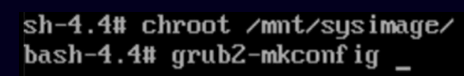 sh-4.4# chroot /mnt/sysimage/
bash-4.4# grub2-mkconfig _